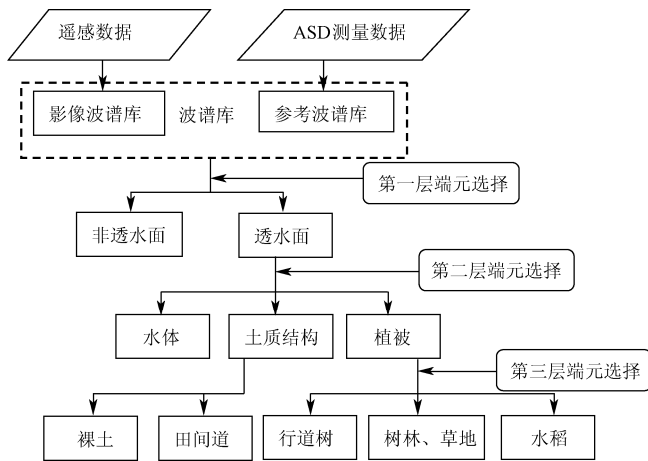 遥感数据
ASD测量数据
影像波谱库
波谱库
参考波谱库
第一层端元选择
非透水面
透水面
第二层端元选择
水体
土质结构
植被
第三层端元选择
裸土
田间道
行道树
树林、草地
水稻